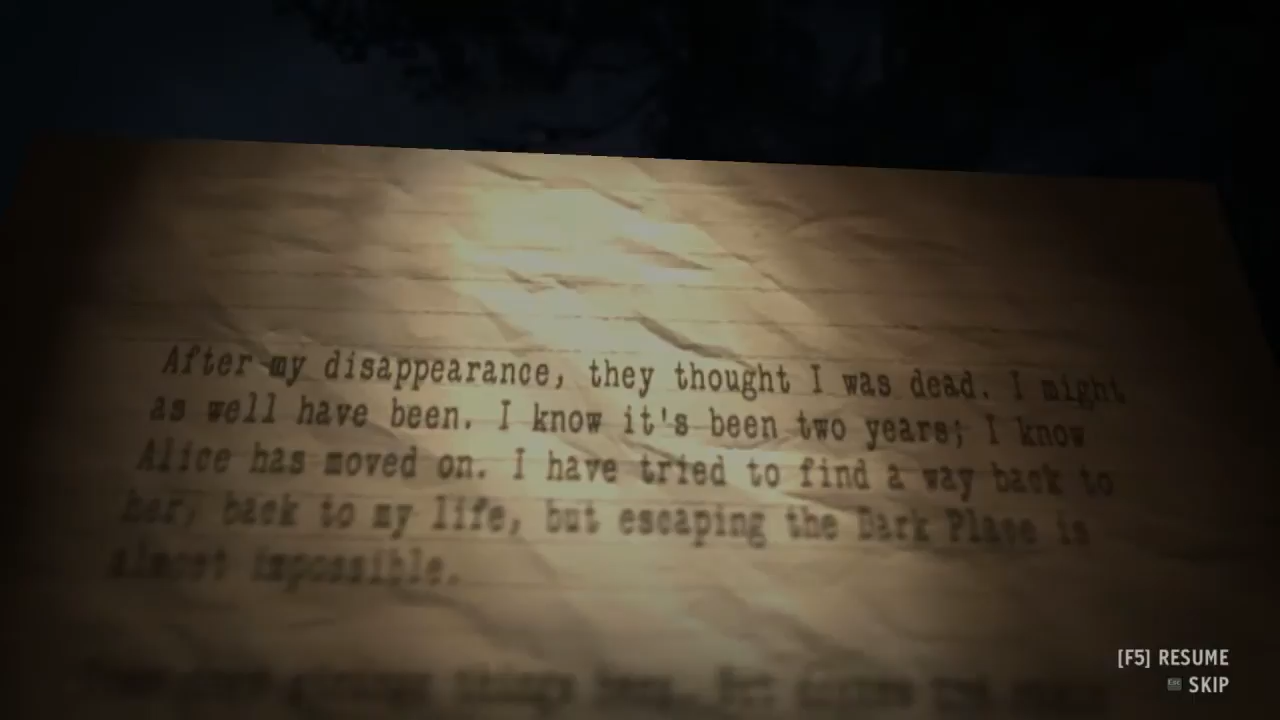 After my disappearance, they thought I was dead. I might
as well have been. I know it's been two years; I know
Alice has moved on. I have tried to find a way back to
her, back to my life, but escaping the Dark Place is
almost impossible.
[F5] RESUME
Esc SKIP